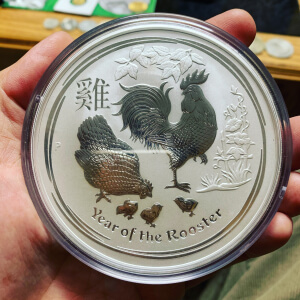 雞
Year of the Rooster